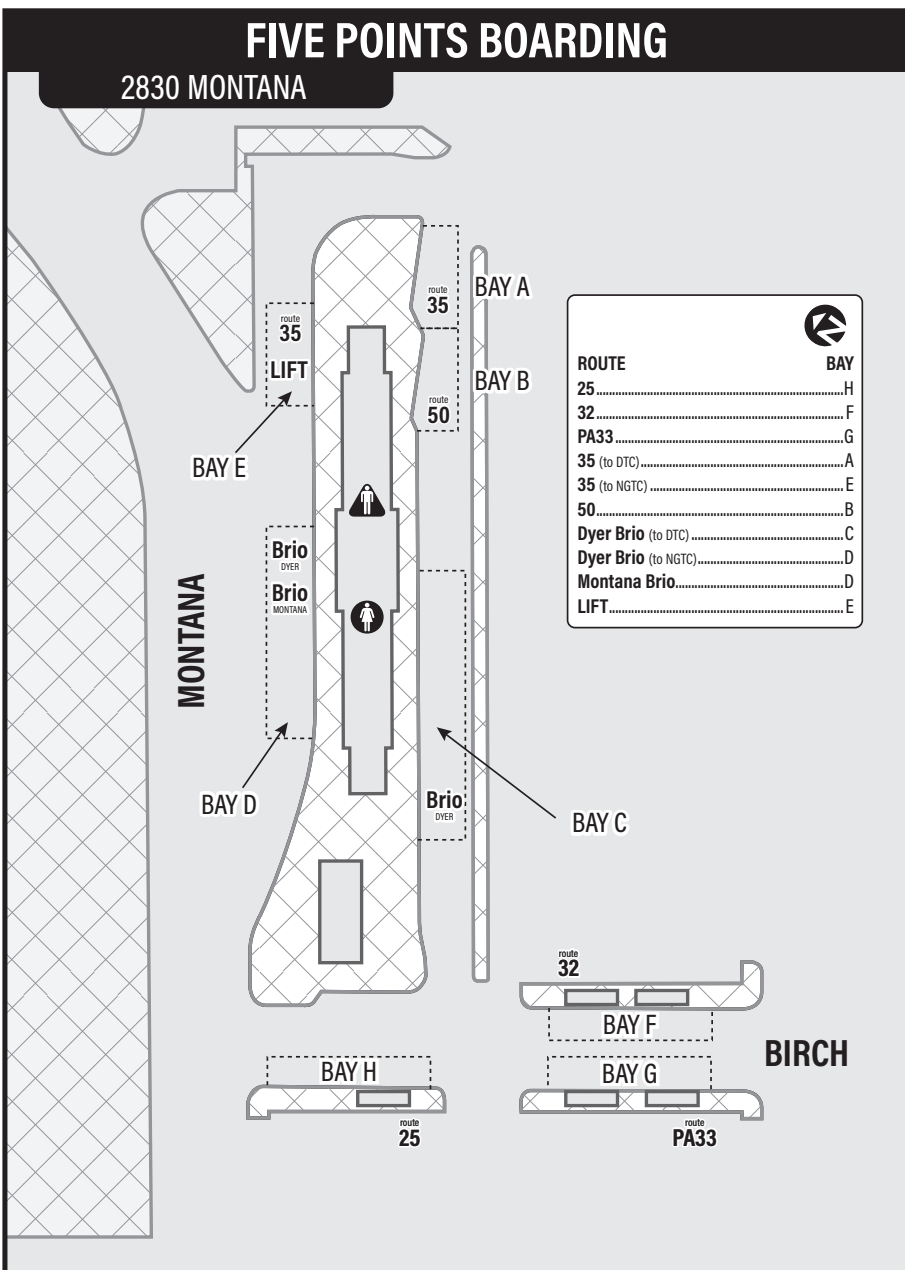 FIVE POINTS BOARDING
2830 MONTANA
route
35
BAY A
route
35
LIFT
BAY E
route
50
BAY B
ROUTE BAY
25 H
32 F
PA33 G
35 (to DTC) A
35 (to NGTC) E
50 B
Dyer Brio (to DTC) C
Dyer Brio (to NGTC) D
Montana Brio D
LIFT E
Brio
DYER
Brio
MONTANA
MONTANA
BAY D
Brio
DYER
BAY C
route
32
BAY F
BIRCH
BAY H
BAY G
route
25
route
PA33